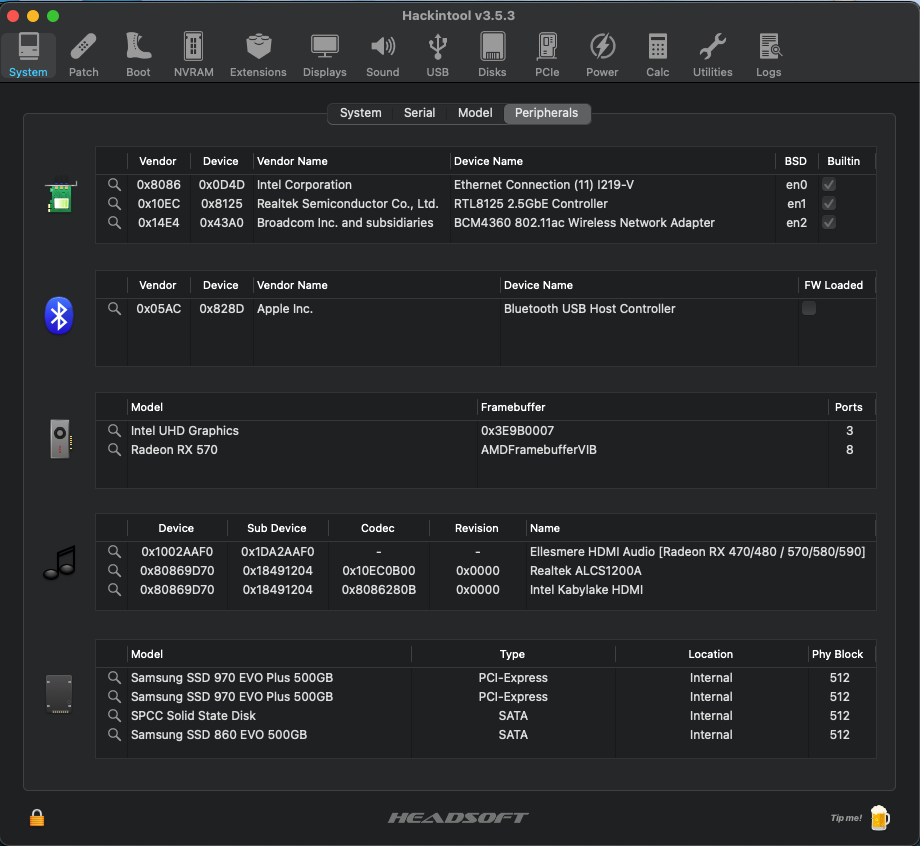 Hackintool v3.5.3
System Patch Boot NVRAM Extensions Displays Sound USB Disks PCIe Power Calc Utilities Logs
System Serial Model Peripherals
Vendor Device Vendor Name Device Name BSD Builtin
0x8086 0x0D4D Intel Corporation Ethernet Connection (11) I219-V en0
0x10EC 0x8125 Realtek Semiconductor Co., Ltd. RTL8125 2.5GbE Controller en1
0x14E4 0x43A0 Broadcom Inc. and subsidiaries BCM4360 802.11ac Wireless Network Adapter en2
Vendor Device Vendor Name Device Name FW Loaded
0x05AC 0x828D Apple Inc. Bluetooth USB Host Controller
Model Framebuffer Ports
Intel UHD Graphics 0x3E9B0007 3
Radeon RX 570 AMDFramebufferVIB 8
Device Sub Device Codec Revision Name
0x1002AAF0 0x1DA2AAF0 - - Ellesmere HDMI Audio [Radeon RX 470/480 / 570/580/590]
0x80869D70 0x18491204 0x10EC0B00 0x0000 Realtek ALCS1200A
0x80869D70 0x18491204 0x8086280B 0x0000 Intel Kabylake HDMI
Model Type Location Phy Block
Samsung SSD 970 EVO Plus 500GB PCI-Express Internal 512
Samsung SSD 970 EVO Plus 500GB PCI-Express Internal 512
SPCC Solid State Disk SATA Internal 512
Samsung SSD 860 EVO 500GB SATA Internal 512
HEADSOFT
Tip me!